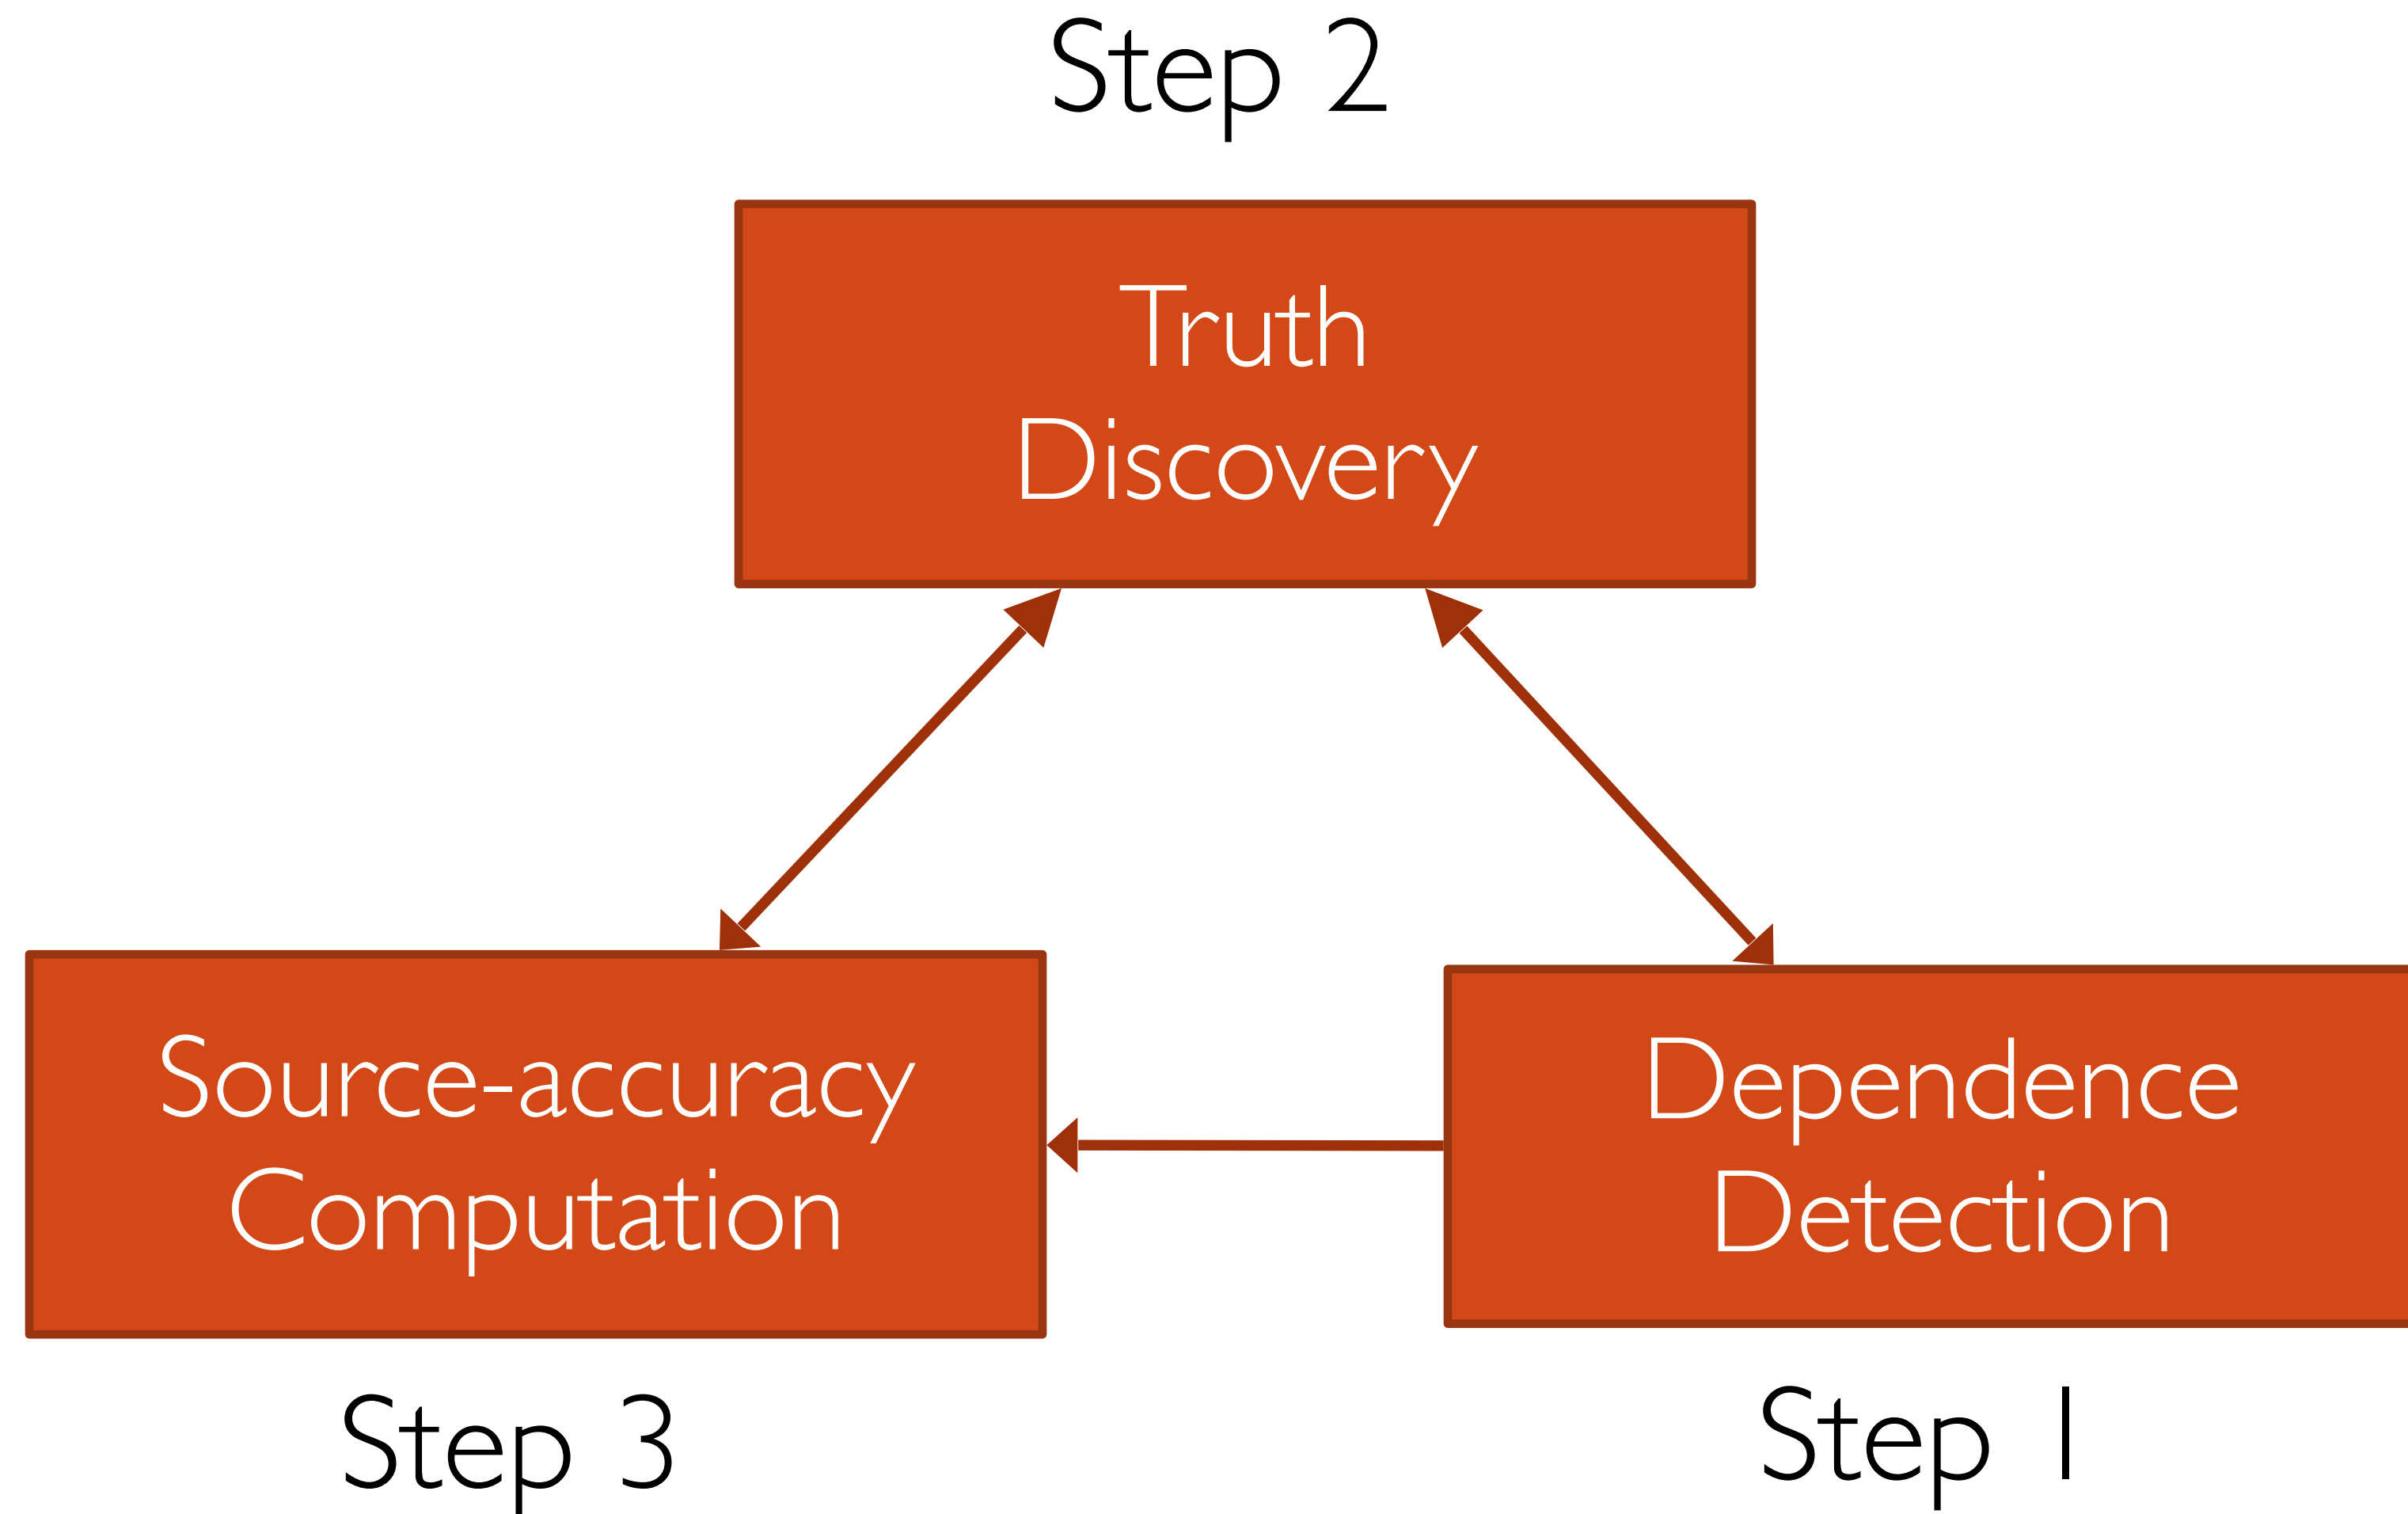 Step 2
Truth
Discovery
Source-accuracy
Computation
Dependence
Detection
Step 3
Step 1